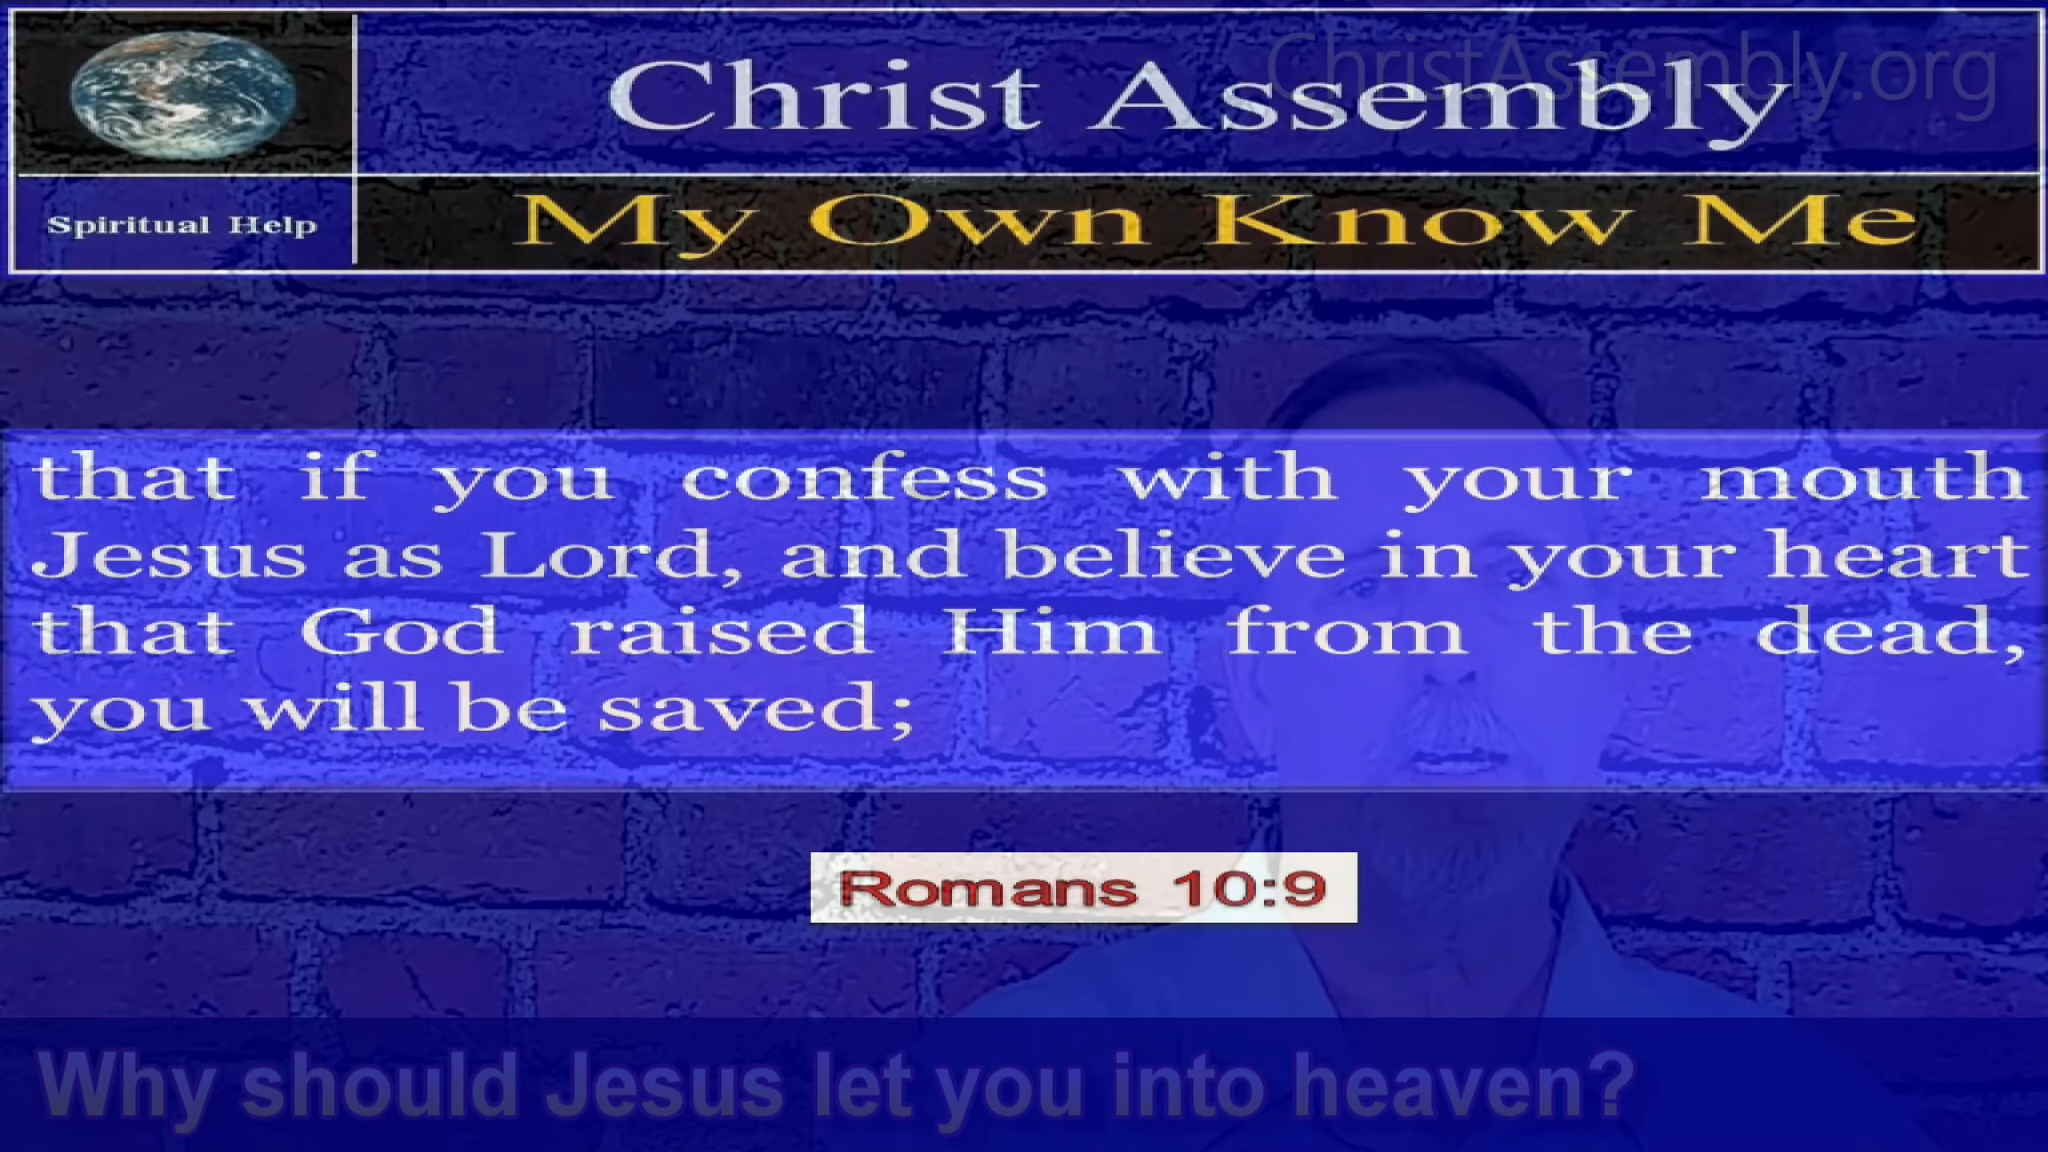 ChristAssembly.org
Christ Assembly
Spiritual Help
My Own Know Me
that if you confess with your mouth
Jesus as Lord, and believe in your heart
that God raised Him from the dead,
you will be saved;
Romans 10:9
Why should Jesus let you into heaven?